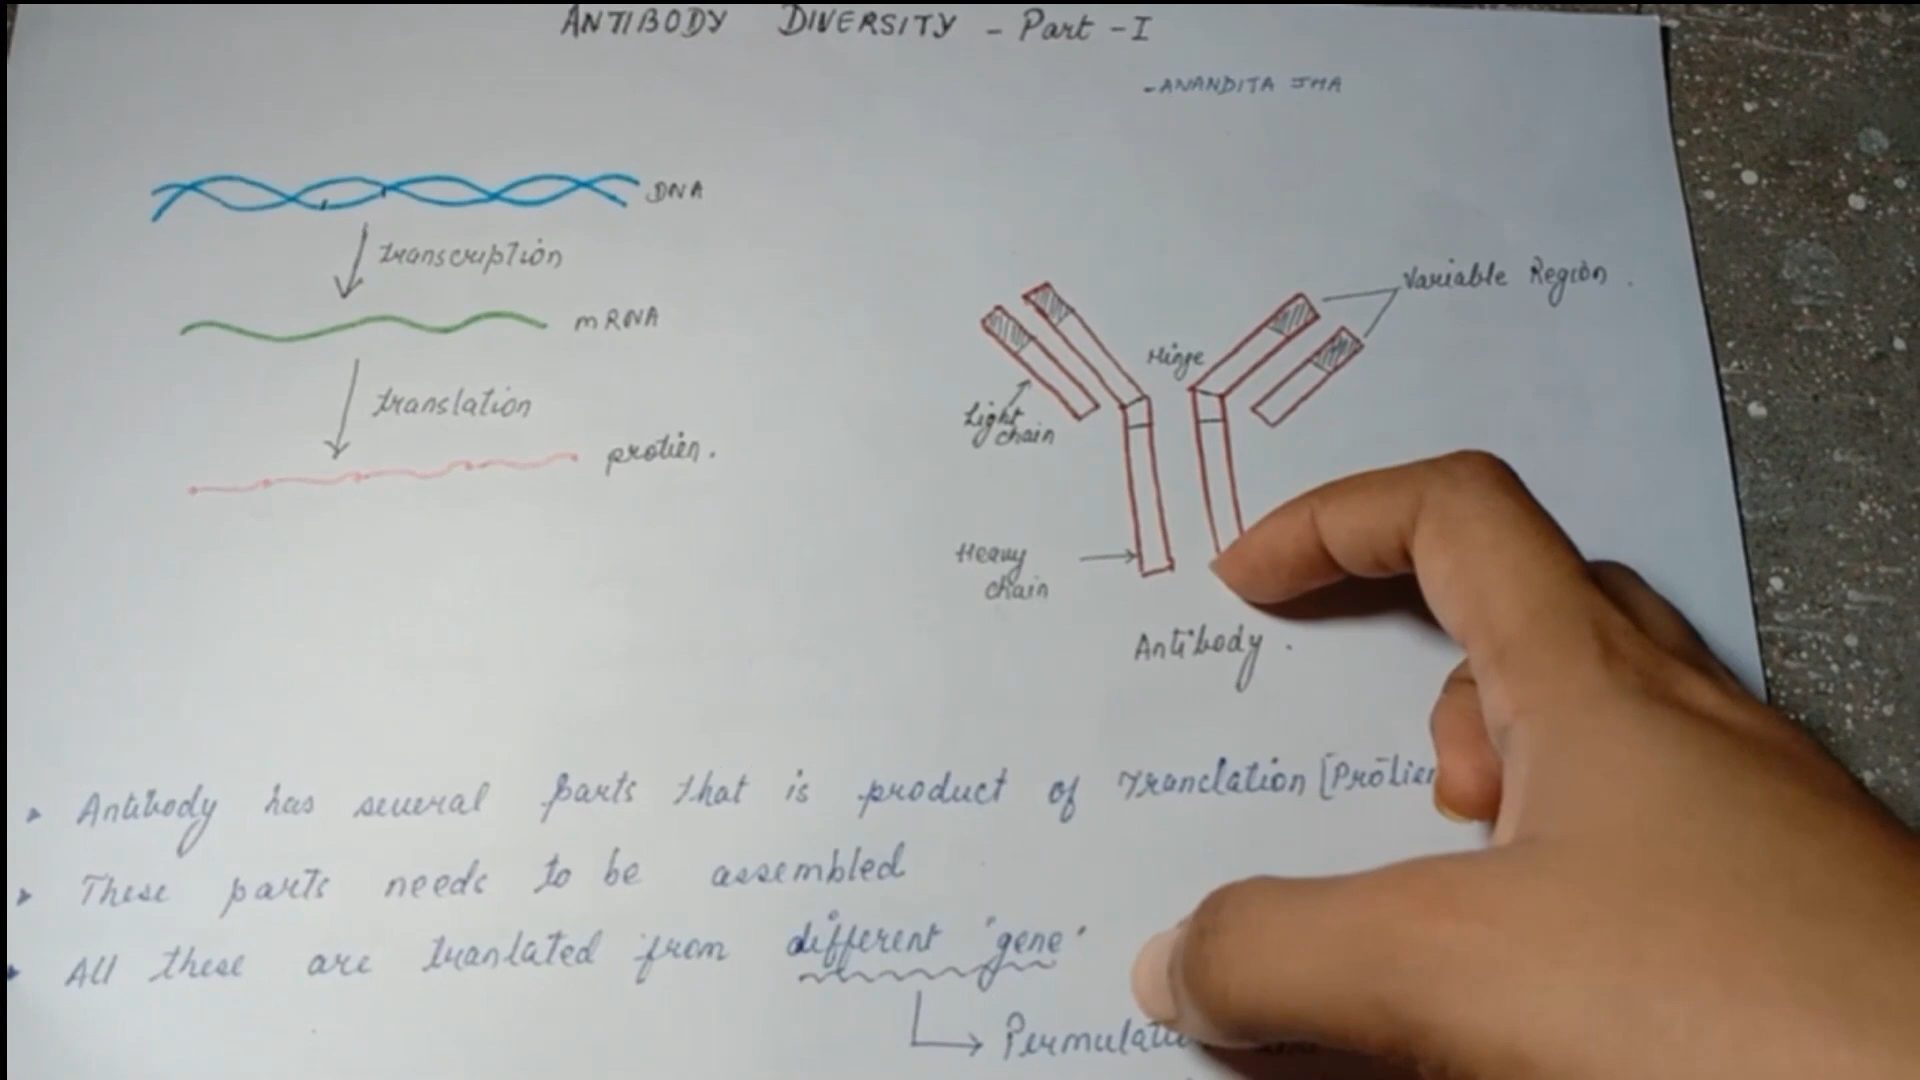 ANTIBODY DIVERSITY - Part - I
- ANANDITA JHA
DNA
transcription
mRNA
translation
protien.
Variable Region.
Hinge
Light chain
Heavy chain
Antibody.
Antibody has several parts that is product of Tranclation [Protien
These parts needs to be assembled
All these are tranlated from different 'gene'